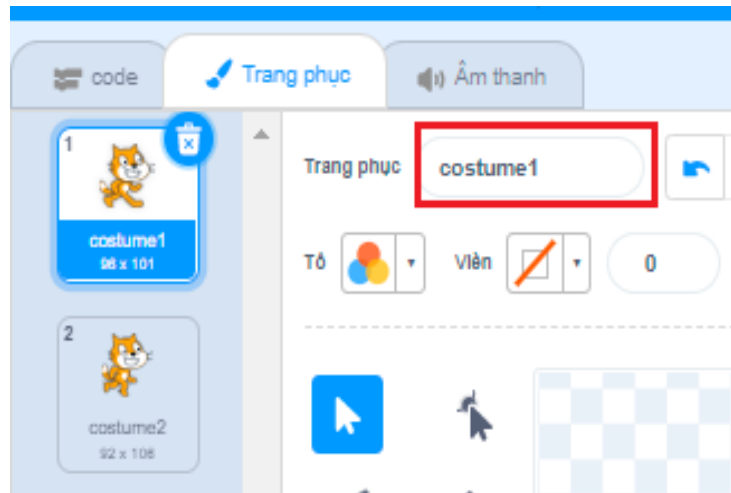 code
Trang phục
Âm thanh
1
costume1
96 x 101
2
costume2
92 x 106
Trang phục
costume1
Tô
Viền
0